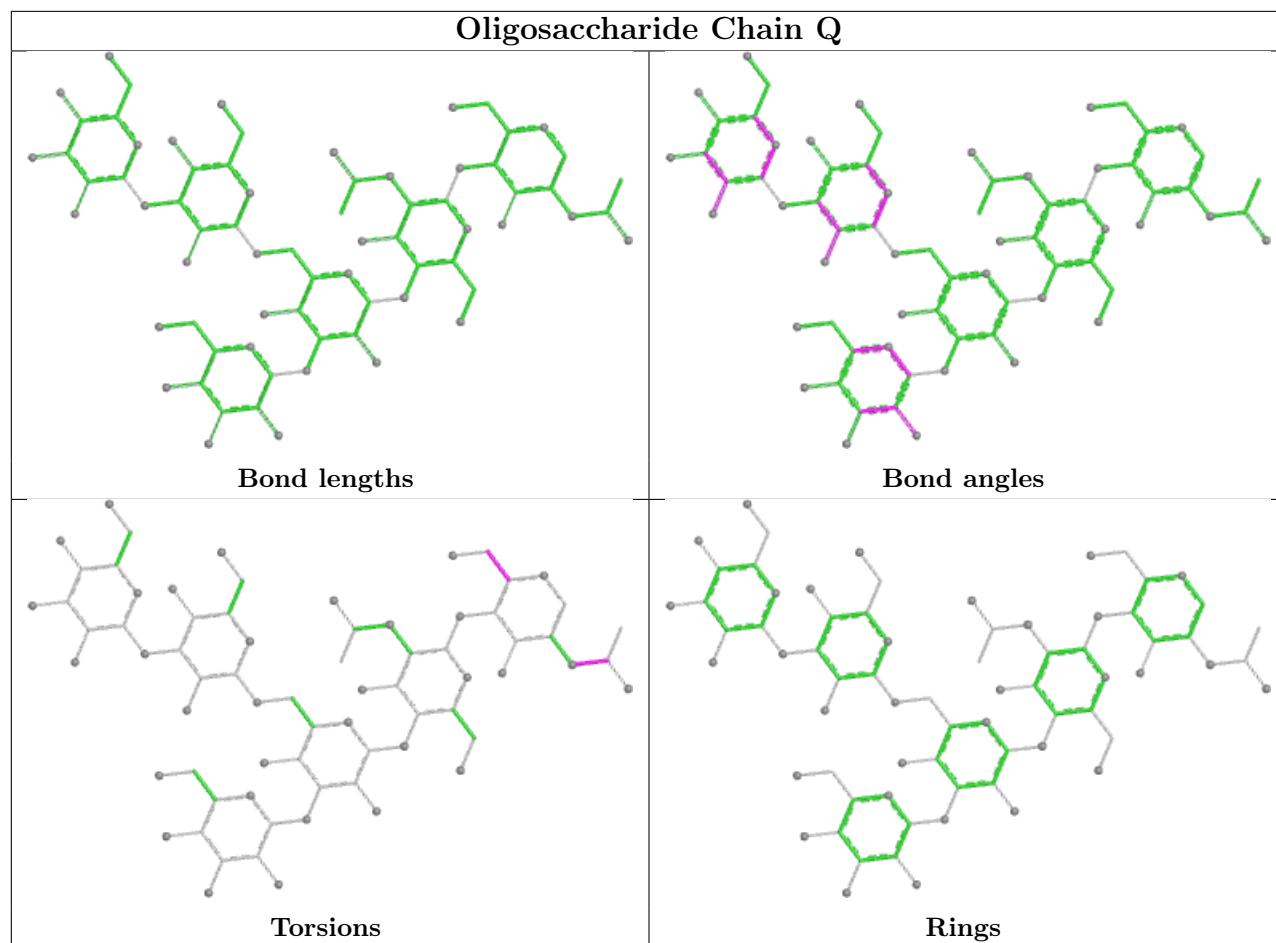 Oligosaccharide Chain Q
Bond lengths
Bond angles
Torsions
Rings